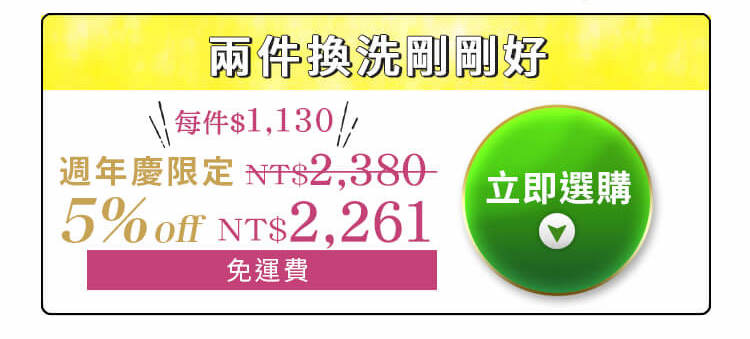 兩件換洗剛剛好
每件$1,130
週年慶限定 NT$2,380
5% off NT$2,261
免運費
立即選購